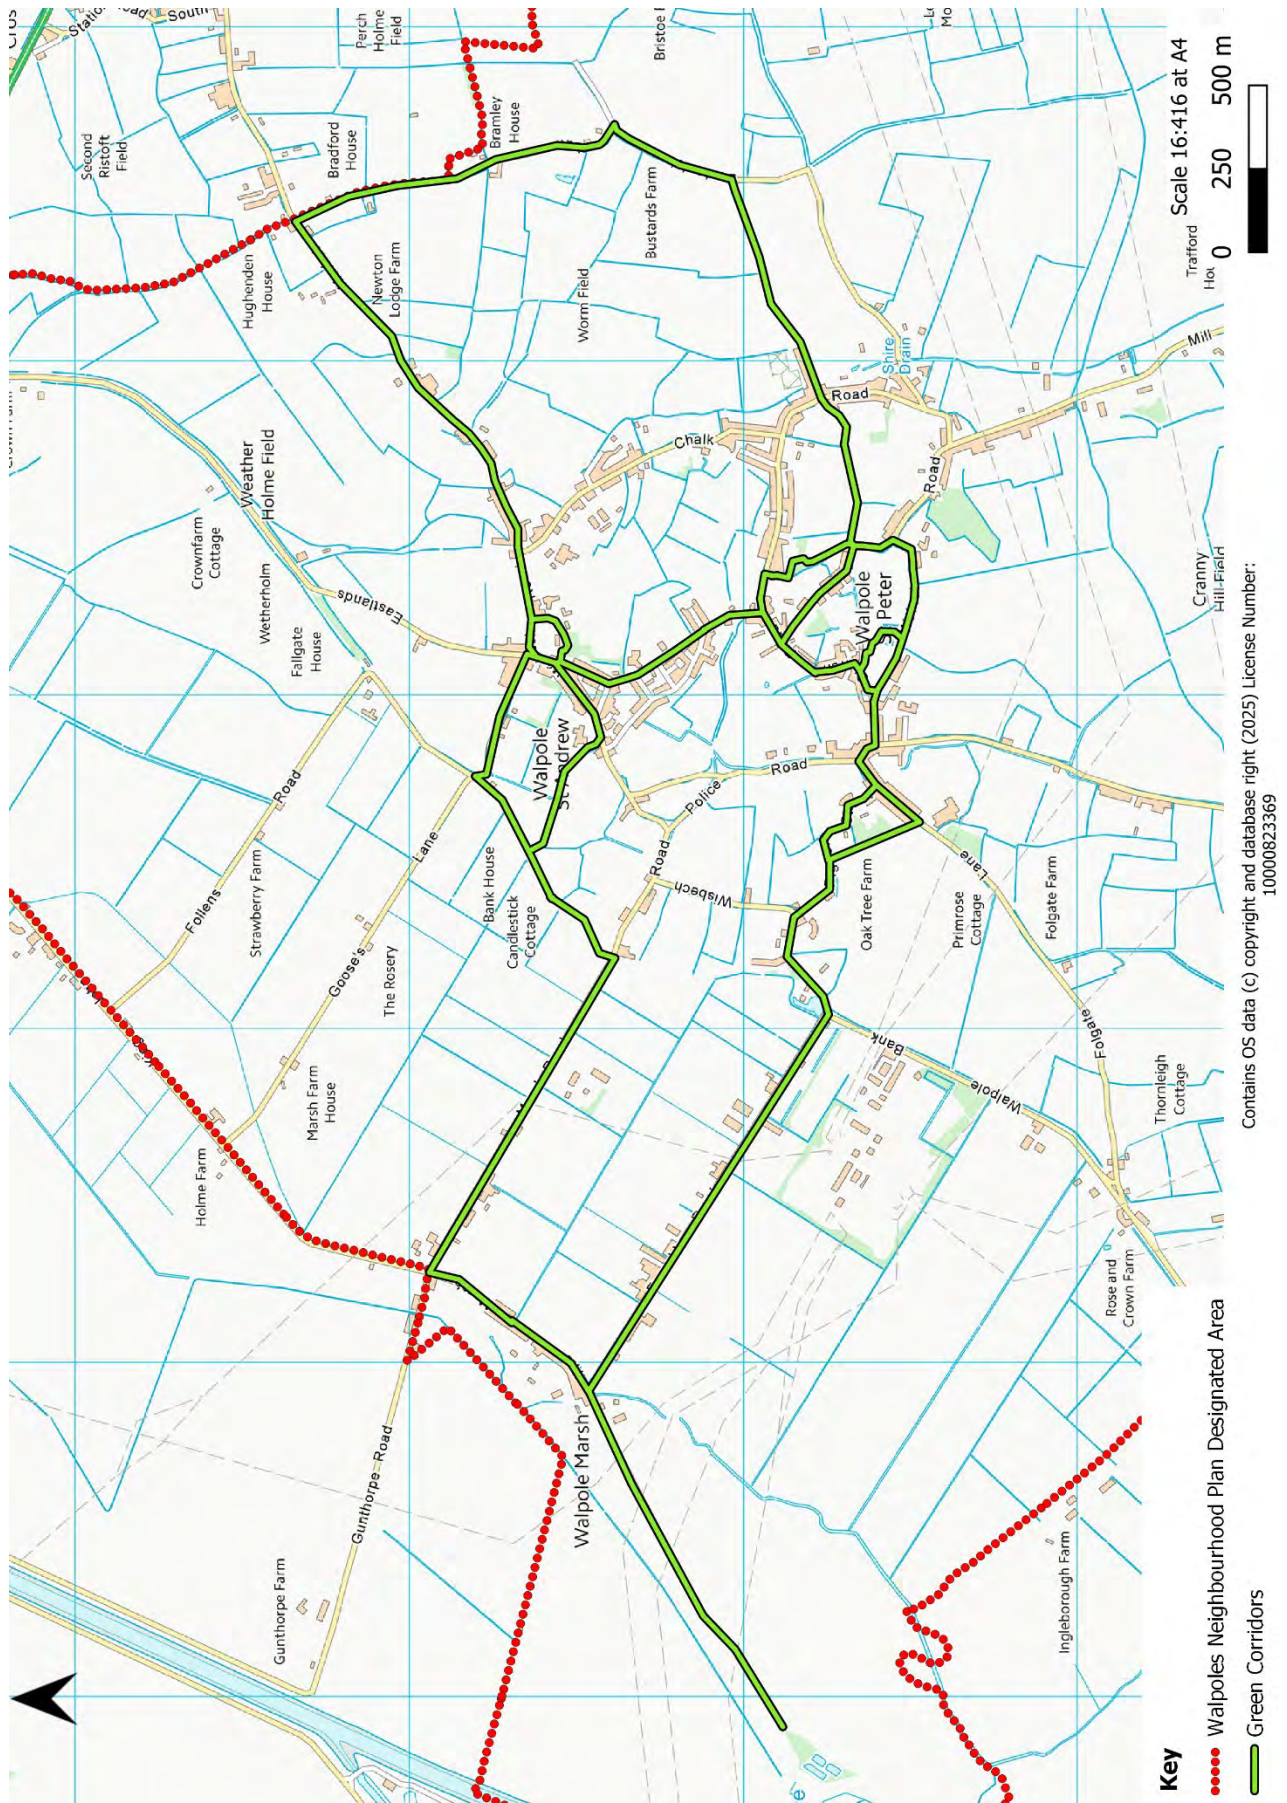 South
Second
Ristoft
Field
Perch
Holme
Field
Bradford
House
Bramley
House
Hughenden
House
Newton
Lodge Farm
Bustards Farm
Worm Field
Trafford
Shire
Drain
Mill
Road
Chalk
Road
Weather
Holme Field
Crownfarm
Cottage
Wetherholm
Eastlands
Fallgate
House
Walpole
St Peter
Cranny
Hill Field
Walpole
St Andrew
Follens
Road
Strawberry Farm
Goose's
Lane
The Rosery
Bank House
Candlestick
Cottage
Police
Road
Road
Wisbech
Oak Tree Farm
Primrose
Cottage
Lane
Folgate
Folgate Farm
Bank
Walpole
Thornleigh
Cottage
Rose and
Crown Farm
Marsh Farm
House
Holme Farm
Gunthorpe Road
Gunthorpe Farm
Walpole Marsh
Ingleborough Farm
Key
Walpoles Neighbourhood Plan Designated Area
Green Corridors
Scale 16:416 at A4
0 250 500 m
Contains OS data (c) copyright and database right (2025) License Number:
10000823369